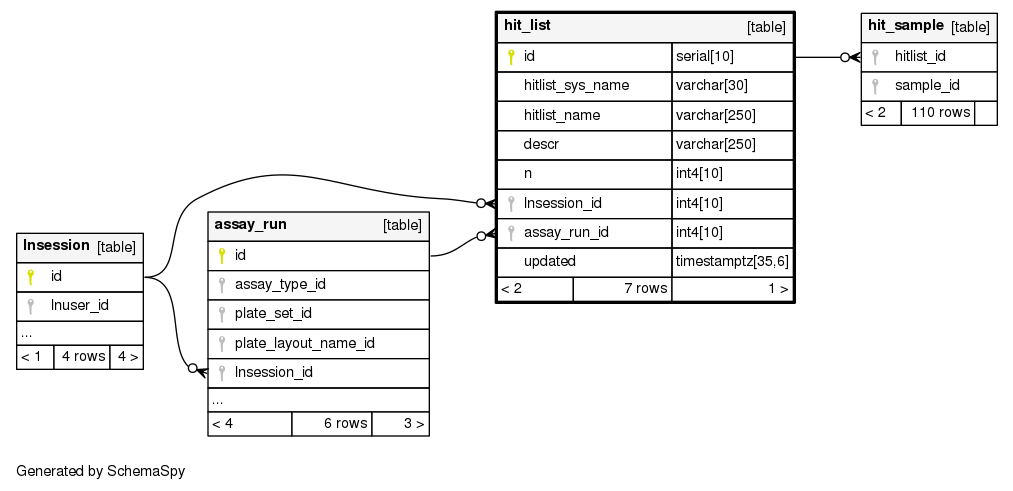 hit_list [table]
id serial[10]
hitlist_sys_name varchar[30]
hitlist_name varchar[250]
descr varchar[250]
n int4[10]
lnsession_id int4[10]
assay_run_id int4[10]
updated timestamptz[35,6]
< 2 7 rows 1 >
hit_sample [table]
hitlist_id
sample_id
< 2 110 rows
assay_run [table]
id
assay_type_id
plate_set_id
plate_layout_name_id
lnsession_id
...
< 4 6 rows 3 >
lnsession [table]
id
lnuser_id
...
< 1 4 rows 4 >
Generated by SchemaSpy